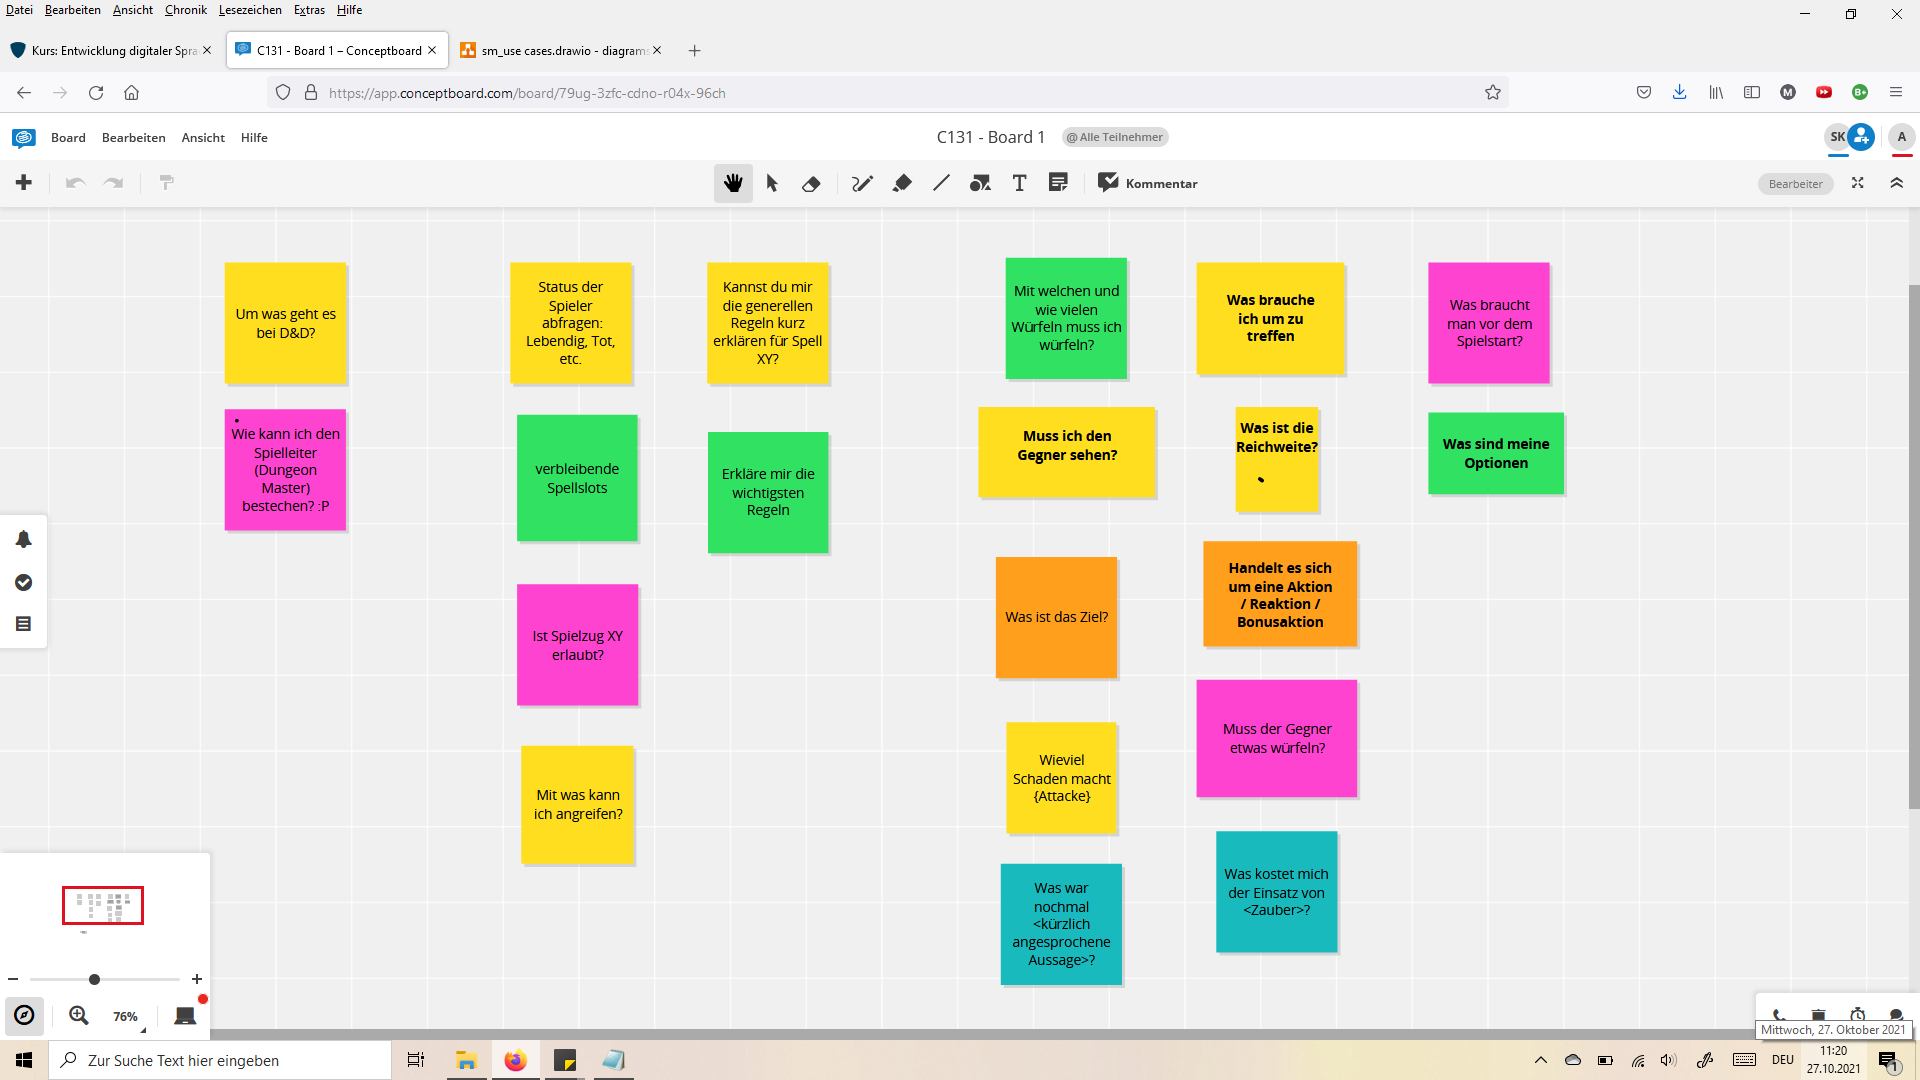 Datei Bearbeiten Ansicht Chronik Lesezeichen Extras Hilfe
Kurs: Entwicklung digitaler Spra
C131 - Board 1 – Conceptboard
sm_use cases.drawio - diagrams
https://app.conceptboard.com/board/79ug-3zfc-cdno-r04x-96ch
Board Bearbeiten Ansicht Hilfe
C131 - Board 1
@ Alle Teilnehmer
SK
A
Kommentar
Bearbeiter
Um was geht es
bei D&D?
Wie kann ich den
Spielleiter
(Dungeon
Master)
bestechen? :P
Status der
Spieler
abfragen:
Lebendig, Tot,
etc.
verbleibende
Spellslots
Ist Spielzug XY
erlaubt?
Mit was kann
ich angreifen?
Kannst du mir
die generellen
Regeln kurz
erklären für Spell
XY?
Erkläre mir die
wichtigsten
Regeln
Mit welchen und
wie vielen
Würfeln muss ich
würfeln?
Muss ich den
Gegner sehen?
Was ist das Ziel?
Wieviel
Schaden macht
{Attacke}
Was war
nochmal
<kürzlich
angesprochene
Aussage>?
Was brauche
ich um zu
treffen
Was ist die
Reichweite?
Handelt es sich
um eine Aktion
/ Reaktion /
Bonusaktion
Muss der Gegner
etwas würfeln?
Was kostet mich
der Einsatz von
<Zauber>?
Was braucht
man vor dem
Spielstart?
Was sind meine
Optionen
76%
Mittwoch, 27. Oktober 2021
Zur Suche Text hier eingeben
DEU
11:20
27.10.2021
1